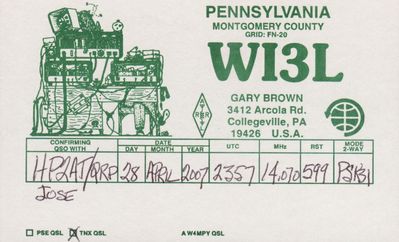 PENNSYLVANIA
MONTGOMERY COUNTY
GRID: FN-20
WI3L
GARY BROWN
3412 Arcola Rd.
Collegeville, PA
19426 U.S.A.
CONFIRMING QSO WITH
DATE
DAY MONTH YEAR
UTC
MHz
RST
MODE 2-WAY
HP2AT/QRP 28 APRIL 2007 2357 14.070 599 PSK31
JOSE
PSE QSL
TNX QSL
A W4MPY QSL